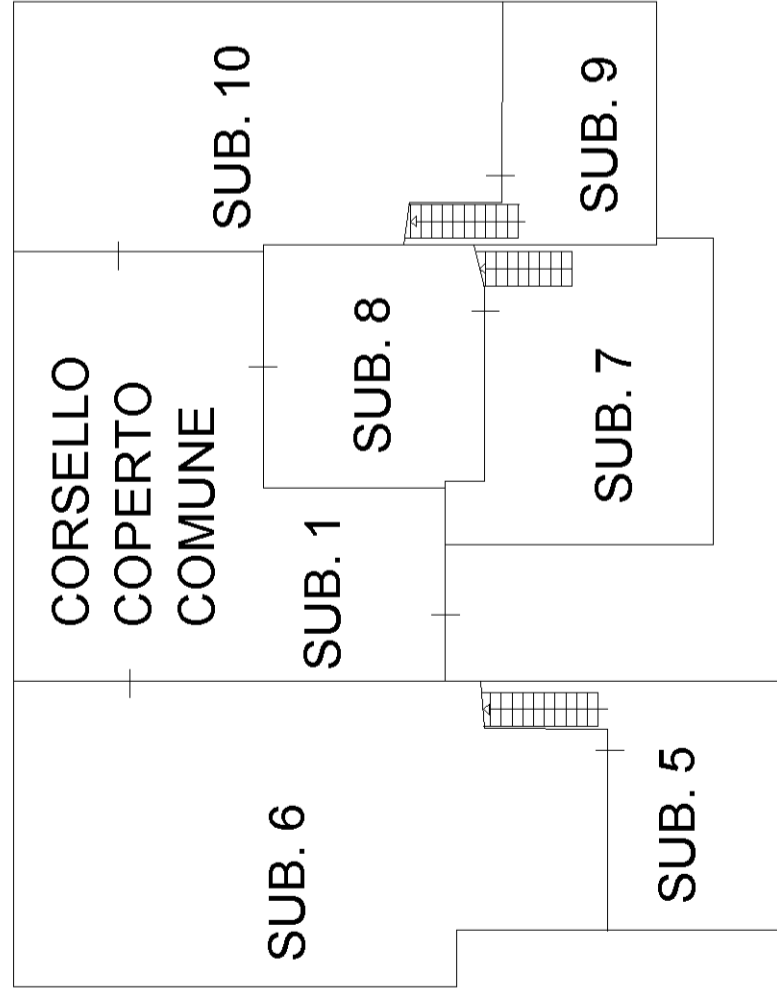 SUB. 10
SUB. 9
CORSELLO
COPERTO
COMUNE
SUB. 1
SUB. 8
SUB. 7
SUB. 6
SUB. 5